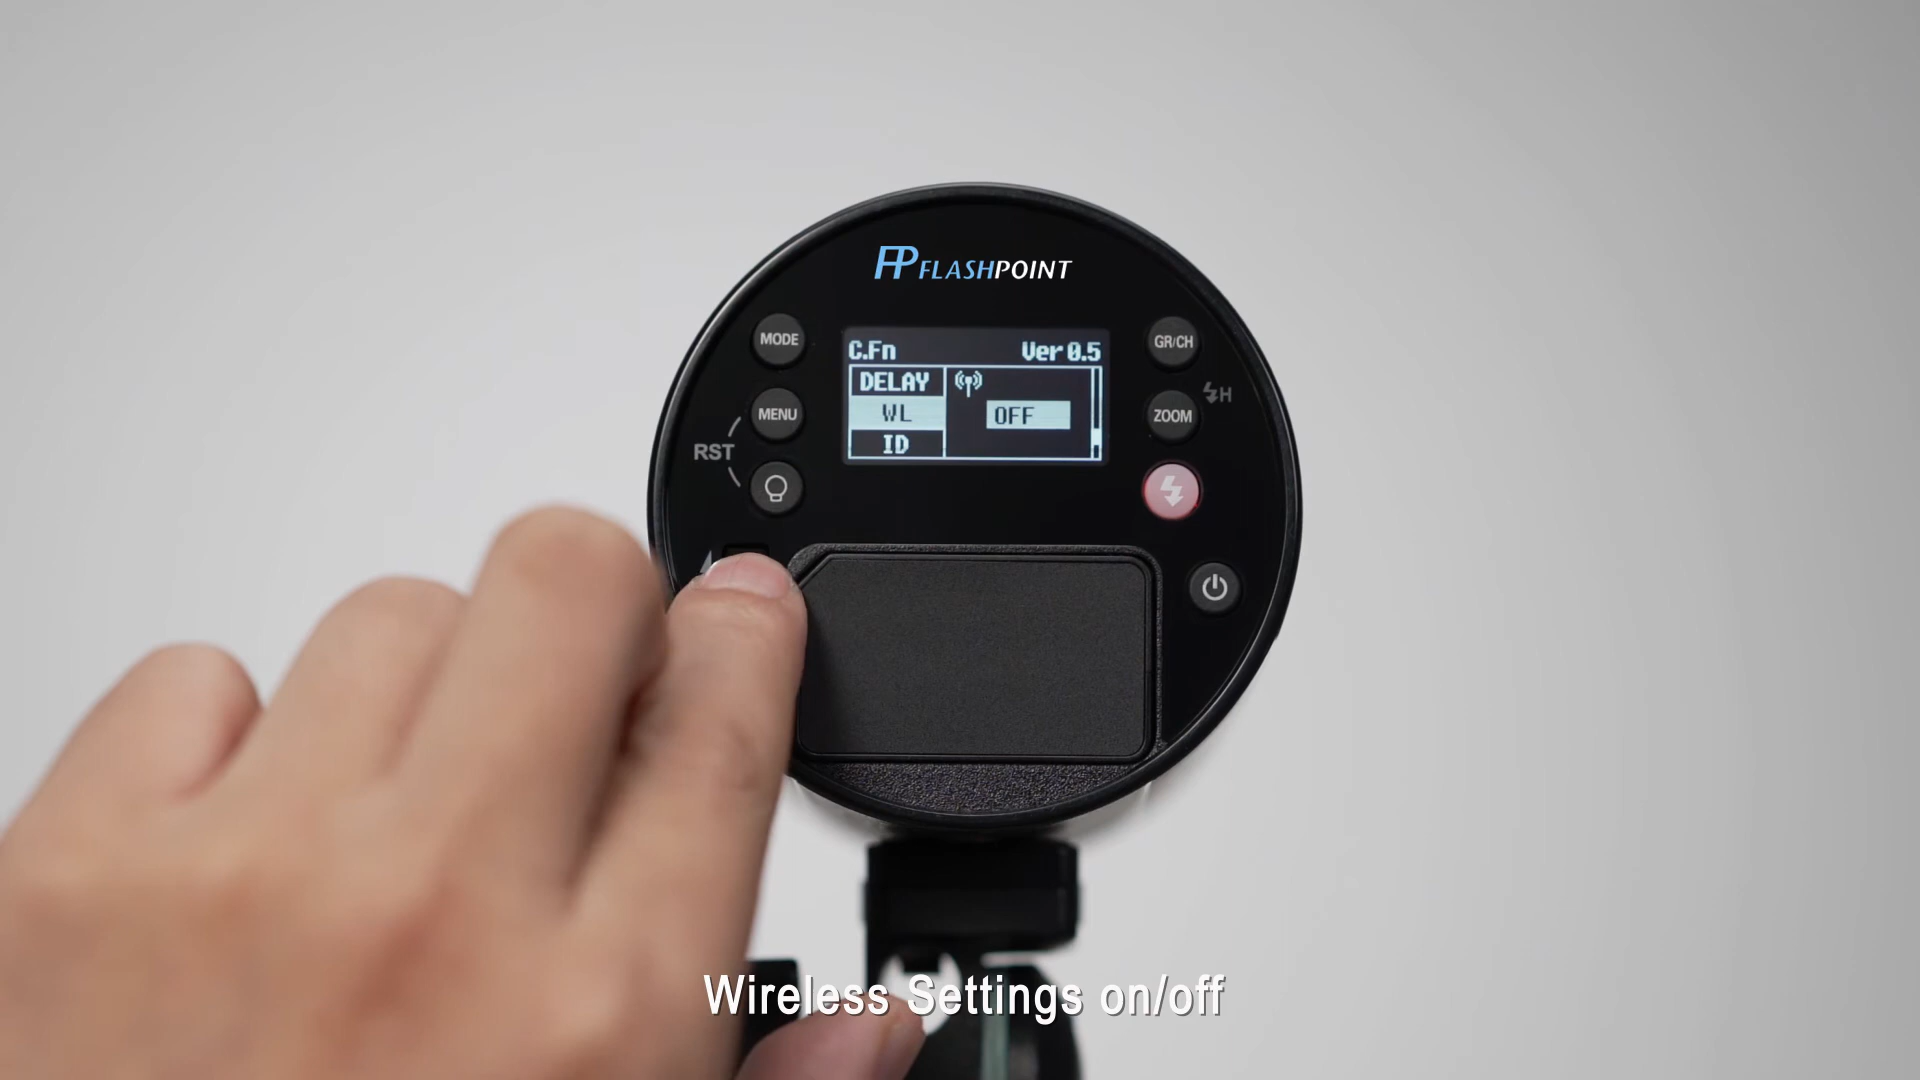 FP FLASHPOINT
MODE
GR/CH
C.Fn Ver 0.5
DELAY
MENU
WL OFF
ZOOM
H
RST
ID
Wireless Settings on/off